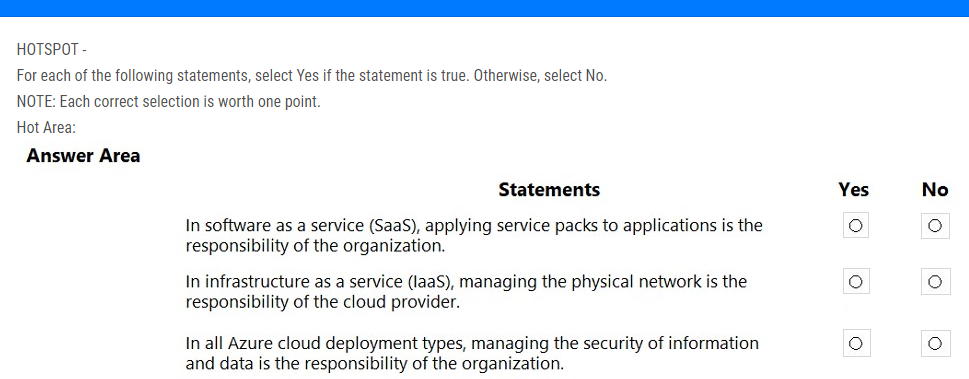 HOTSPOT -
For each of the following statements, select Yes if the statement is true. Otherwise, select No.
NOTE: Each correct selection is worth one point.
Hot Area:
Answer Area
Statements Yes No
In software as a service (SaaS), applying service packs to applications is the
responsibility of the organization.
In infrastructure as a service (IaaS), managing the physical network is the
responsibility of the cloud provider.
In all Azure cloud deployment types, managing the security of information
and data is the responsibility of the organization.